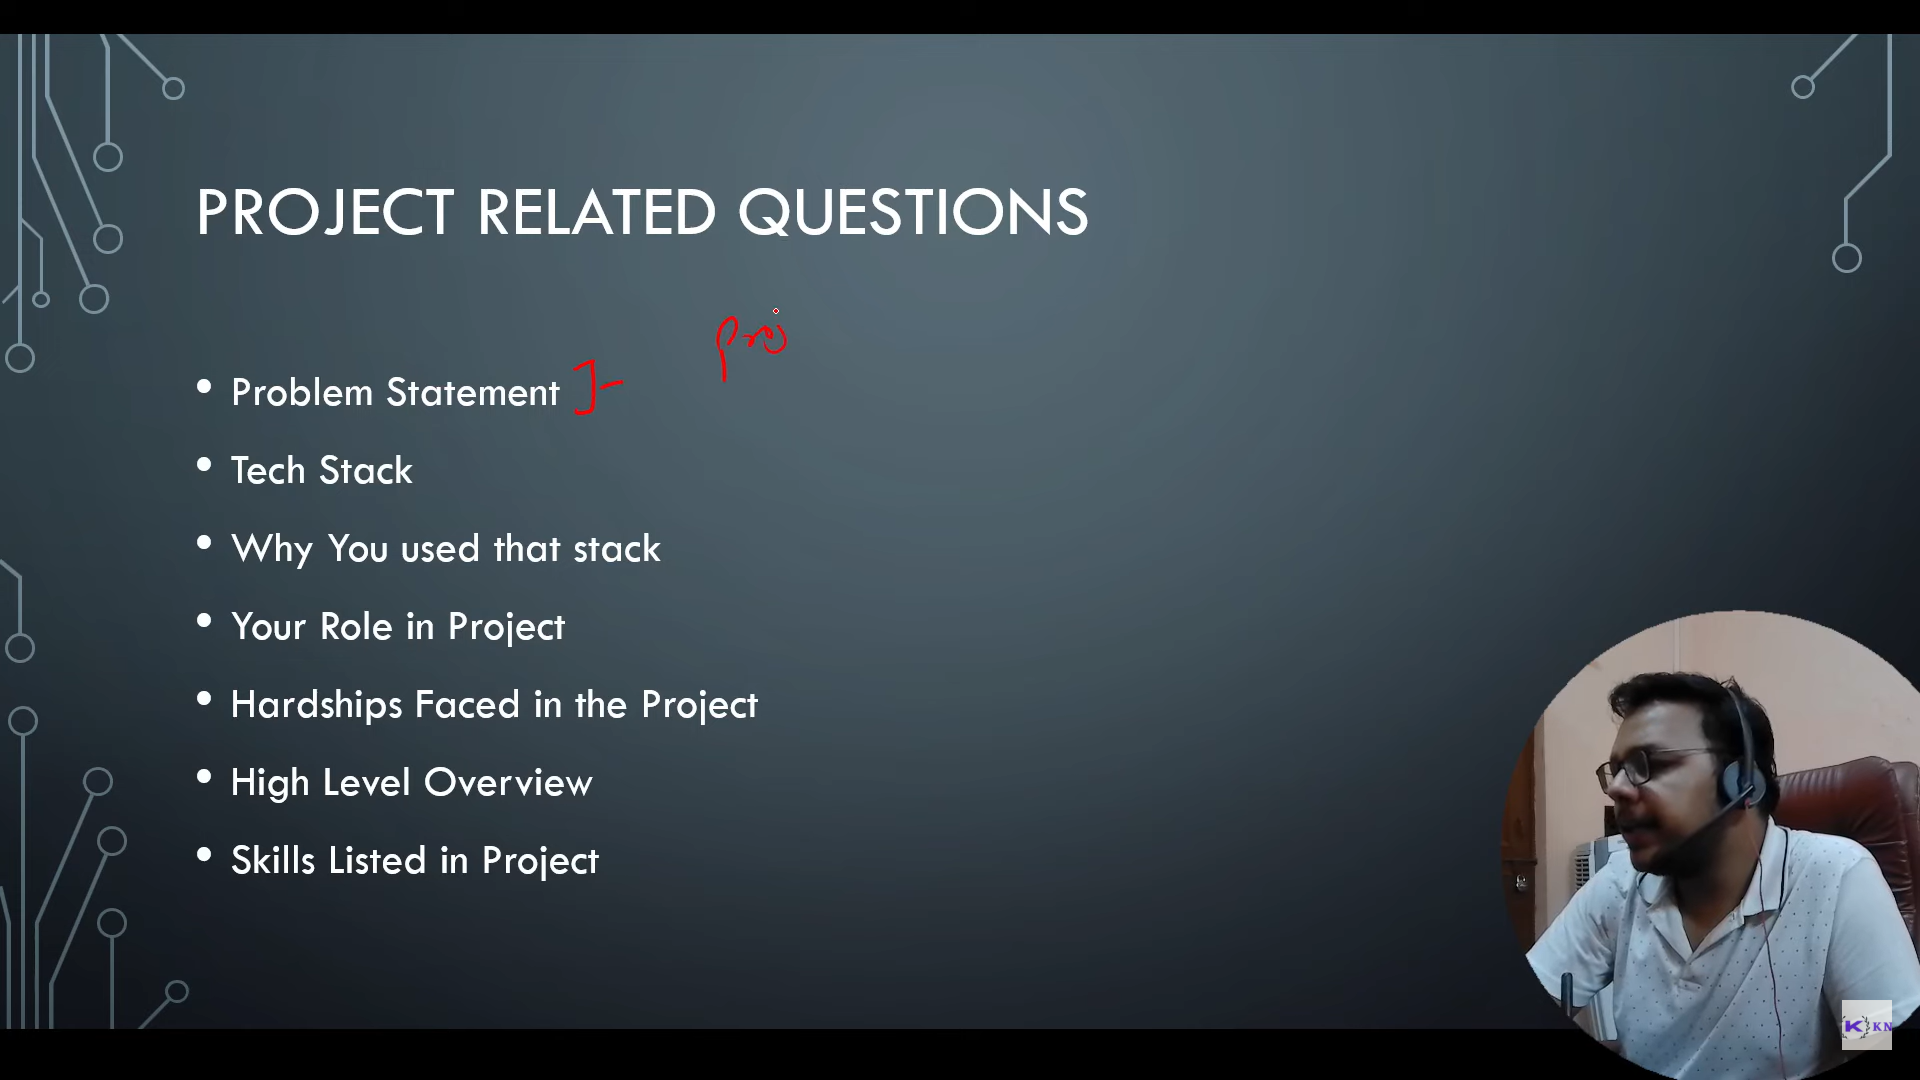 PROJECT RELATED QUESTIONS
Proj
• Problem Statement
• Tech Stack
• Why You used that stack
• Your Role in Project
• Hardships Faced in the Project
• High Level Overview
• Skills Listed in Project
K KN